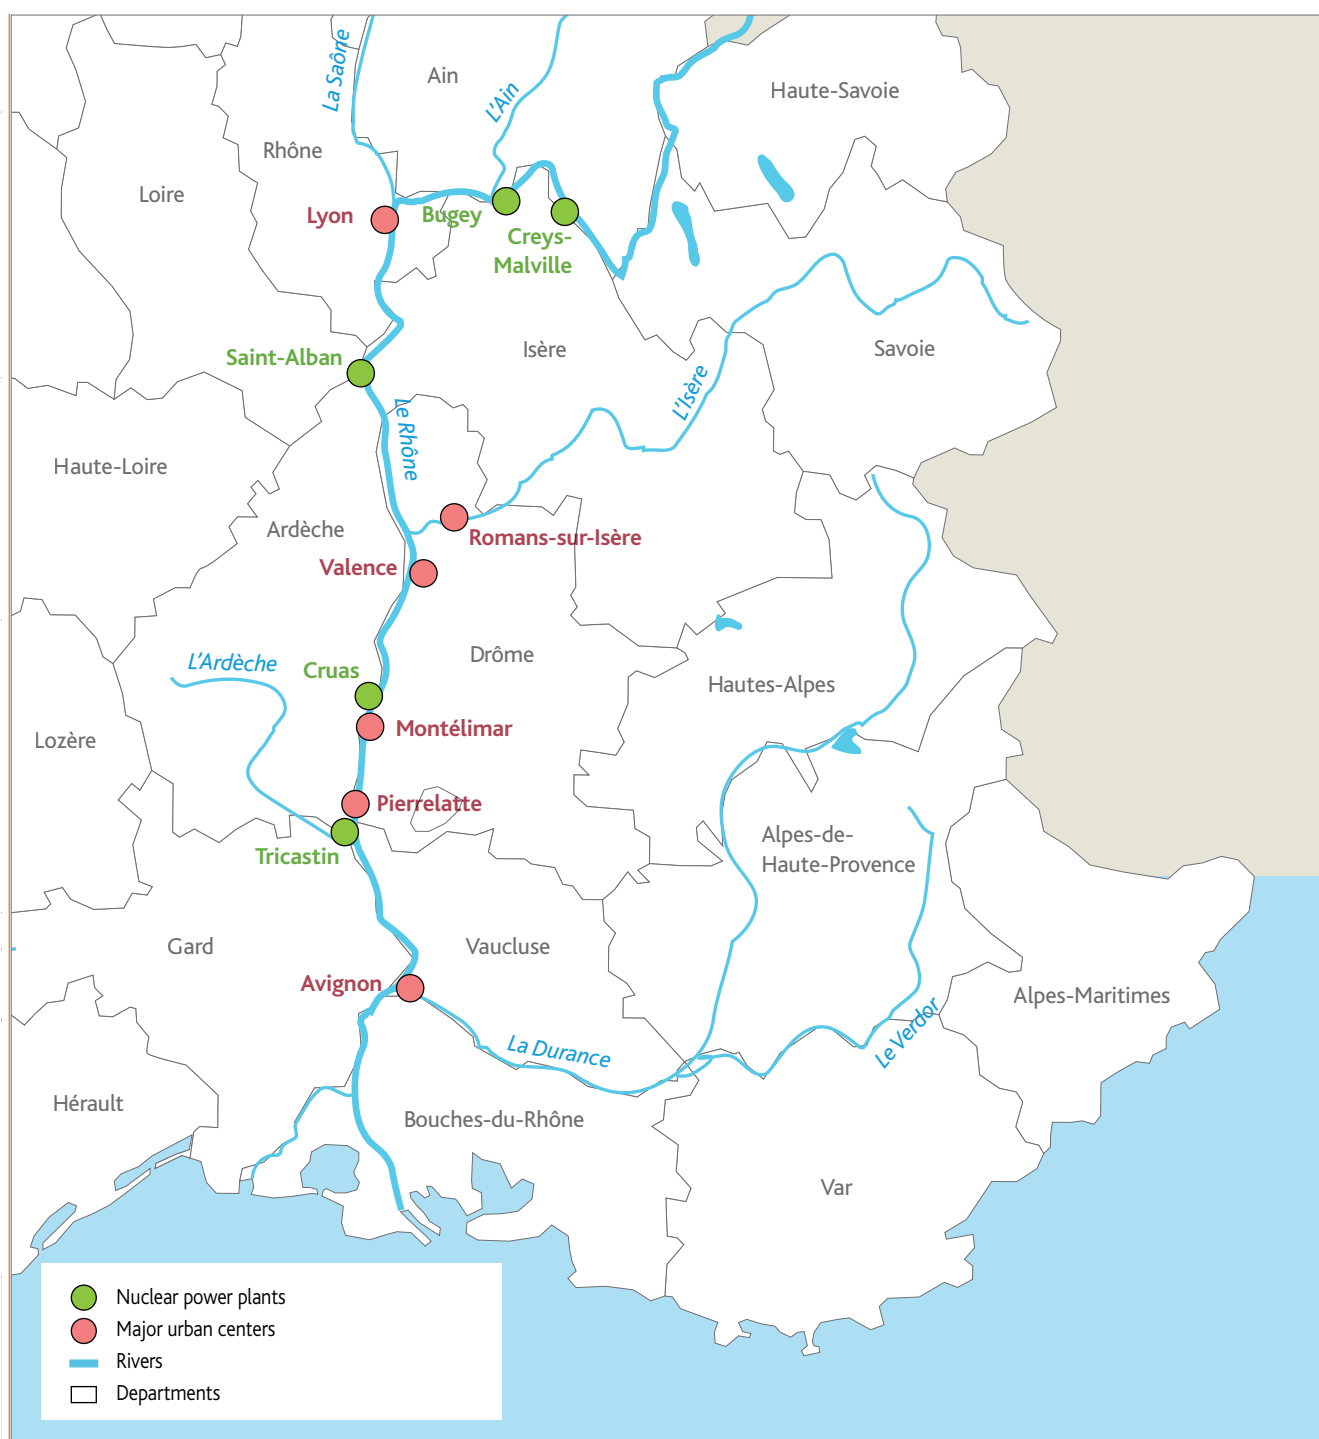 La Saône
Ain
L'Ain
Haute-Savoie
Rhône
Loire
Lyon
Bugey
Creys-
Malville
Isère
Savoie
Saint-Alban
L'Isère
Le Rhône
Haute-Loire
Ardèche
Romans-sur-Isère
Valence
L'Ardèche
Cruas
Drôme
Hautes-Alpes
Montélimar
Lozère
Pierrelatte
Tricastin
Alpes-de-
Haute-Provence
Gard
Vaucluse
Avignon
Alpes-Maritimes
La Durance
Le Verdor
Hérault
Bouches-du-Rhône
Var
Nuclear power plants
Major urban centers
Rivers
Departments